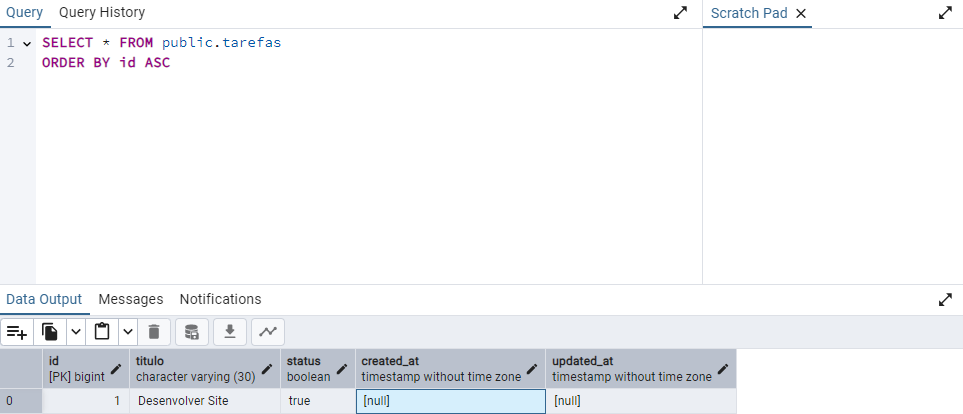 Query Query History Scratch Pad
1 SELECT * FROM public.tarefas
2 ORDER BY id ASC
Data Output Messages Notifications
id titulo status created_at updated_at
[PK] bigint character varying (30) boolean timestamp without time zone timestamp without time zone
0 1 Desenvolver Site true [null] [null]